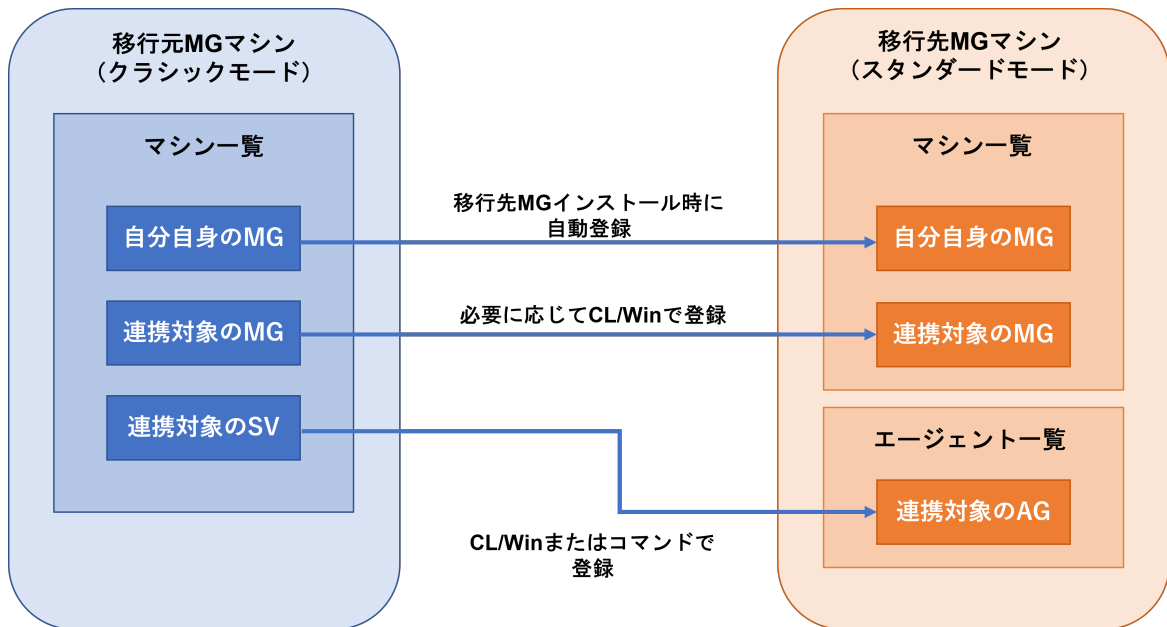 移行元MGマシン
（クラシックモード）
マシン一覧
自分自身のMG
連携対象のMG
連携対象のSV
移行先MGインストール時に
自動登録
必要に応じてCL/Winで登録
CL/Winまたはコマンドで
登録
移行先MGマシン
（スタンダードモード）
マシン一覧
自分自身のMG
連携対象のMG
エージェント一覧
連携対象のAG